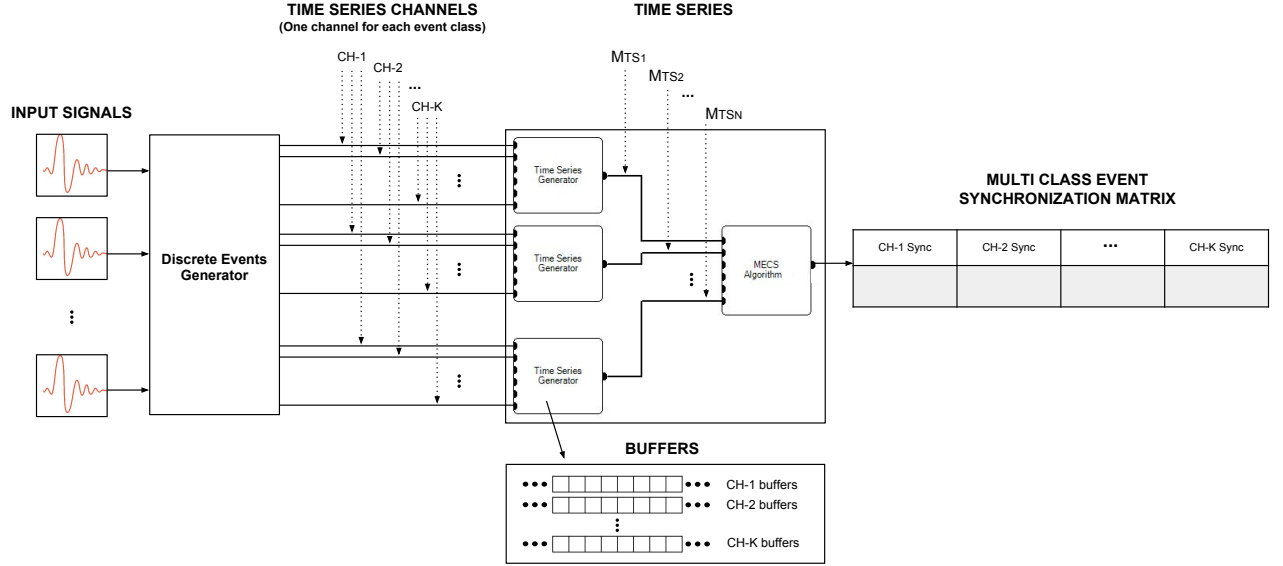 TIME SERIES CHANNELS
(One channel for each event class)
TIME SERIES
CH-1
CH-2
...
CH-K
MTS1
MTS2
...
MTSN
INPUT SIGNALS
Discrete Events
Generator
Time Series
Generator
Time Series
Generator
Time Series
Generator
MECS
Algorithm
MULTI CLASS EVENT
SYNCHRONIZATION MATRIX
CH-1 Sync
CH-2 Sync
...
CH-K Sync
BUFFERS
CH-1 buffers
CH-2 buffers
CH-K buffers